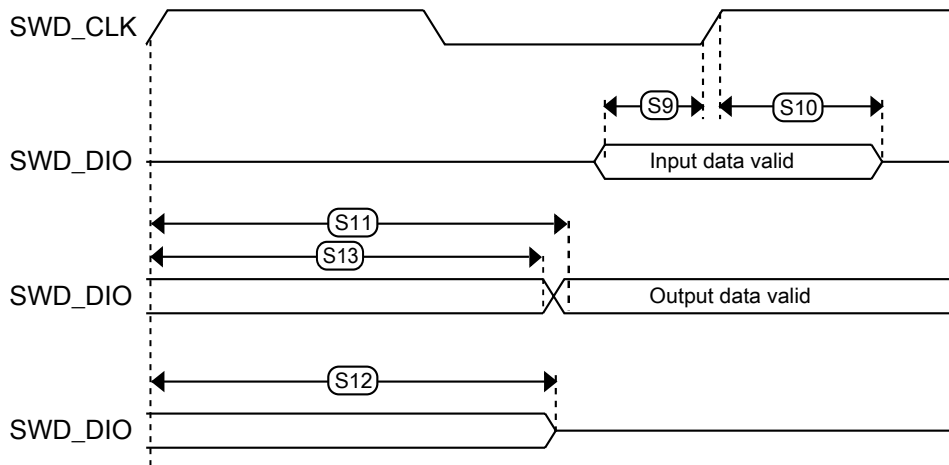 SWD_CLK
S9
S10
SWD_DIO
Input data valid
S11
S13
SWD_DIO
Output data valid
S12
SWD_DIO